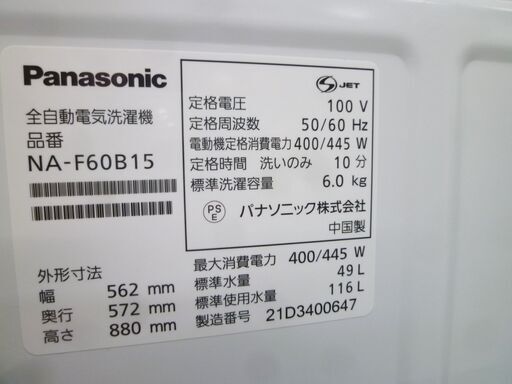 Panasonic
全自動電気洗濯機
品番
NA-F60B15
外形寸法
幅 562 mm
奥行 572 mm
高さ 880 mm
S JET
定格電圧 100 V
定格周波数 50/60 Hz
電動機定格消費電力 400/445 W
定格時間 洗いのみ 10 分
標準洗濯容量 6.0 kg
PS E パナソニック株式会社
中国製
最大消費電力 400/445 W
標準水量 49 L
標準使用水量 116 L
製造番号 21D3400647